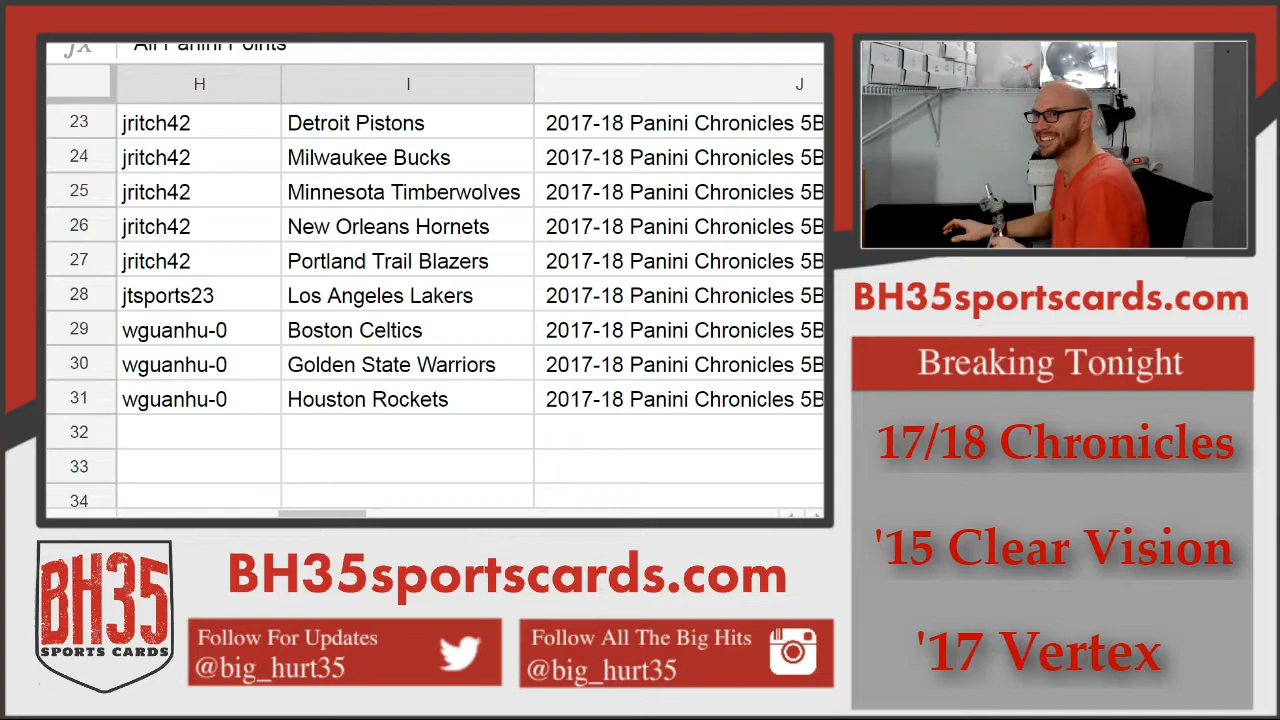 fx All Panini Points
H I J
23 jritch42 Detroit Pistons 2017-18 Panini Chronicles 5B
24 jritch42 Milwaukee Bucks 2017-18 Panini Chronicles 5B
25 jritch42 Minnesota Timberwolves 2017-18 Panini Chronicles 5B
26 jritch42 New Orleans Hornets 2017-18 Panini Chronicles 5B
27 jritch42 Portland Trail Blazers 2017-18 Panini Chronicles 5B
28 jtsports23 Los Angeles Lakers 2017-18 Panini Chronicles 5B
29 wguanhu-0 Boston Celtics 2017-18 Panini Chronicles 5B
30 wguanhu-0 Golden State Warriors 2017-18 Panini Chronicles 5B
31 wguanhu-0 Houston Rockets 2017-18 Panini Chronicles 5B
32
33
34
BH35sportscards.com
Breaking Tonight
17/18 Chronicles
'15 Clear Vision
'17 Vertex
BH35
SPORTS CARDS
BH35sportscards.com
Follow For Updates
@big_hurt35
Follow All The Big Hits
@big_hurt35